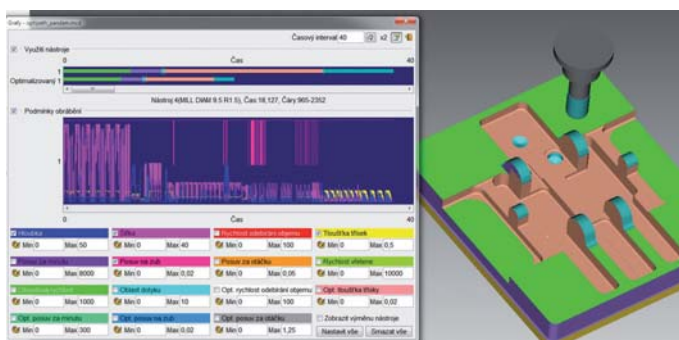 Grafy - optipath_pandam.mcd
Časový interval 40 x2
Využití nástroje
0 Čas 40
1
Optimalizovaný 1
Nástroj 4(MILL DIAM 9.5 R1.5), Čas 18,127, Čáry 965-2352
Podmínky obrábění
1
0 Čas 40
Hloubka Šířka Rychlost odebírání objemu Tloušťka třísek
Min 0 Max 50 Min 0 Max 40 Min 0 Max 100 Min 0 Max 0,5
Posuv za minutu Posuv na zub Posuv za otáčku Rychlost vřetene
Min 0 Max 8000 Min 0 Max 0,02 Min 0 Max 0,05 Min 0 Max 10000
Obvodová rychlost Oblast dotyku Opt. rychlost odebírání objemu Opt. tloušťka třísky
Min 0 Max 1000 Min 0 Max 10 Min 0 Max 100 Min 0 Max 0,02
Opt. posuv za minutu Opt. posuv na zub Opt. posuv za otáčku Zobrazit výměnu nástroje
Min 0 Max 300 Min 0 Max 0,02 Min 0 Max 1,25 Nastavit vše Smazat vše